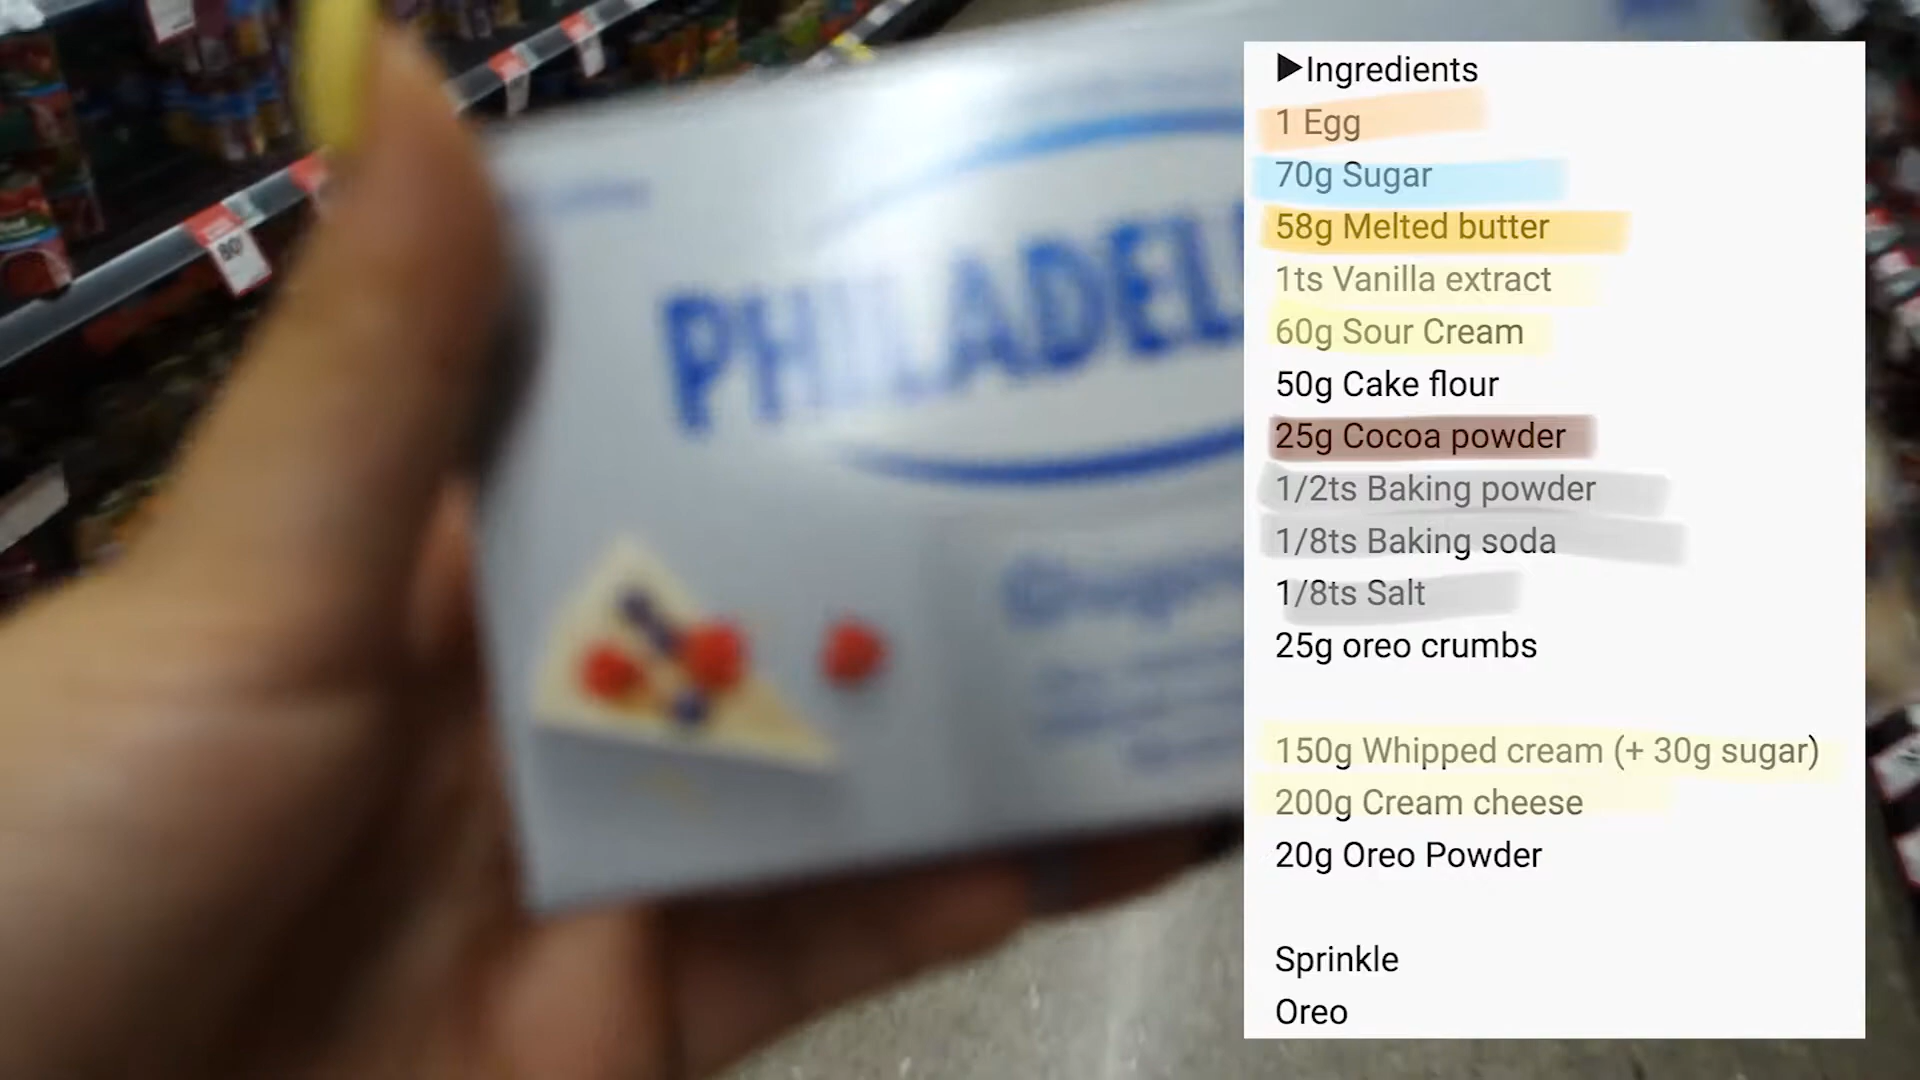 PHILADEL
▶Ingredients
1 Egg
70g Sugar
58g Melted butter
1ts Vanilla extract
60g Sour Cream
50g Cake flour
25g Cocoa powder
1/2ts Baking powder
1/8ts Baking soda
1/8ts Salt
25g oreo crumbs
150g Whipped cream (+ 30g sugar)
200g Cream cheese
20g Oreo Powder
Sprinkle
Oreo